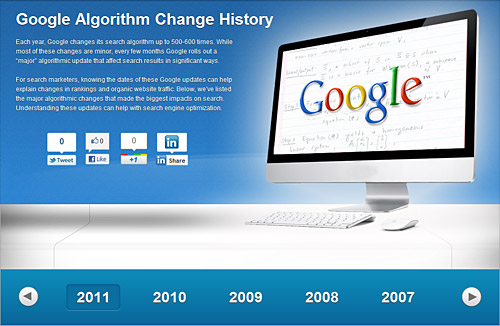 Google Algorithm Change History
Each year, Google changes its search algorithm up to 500-600 times. While
most of these changes are minor, every few months Google rolls out a
"major" algorithmic update that affect search results in significant ways.
For search marketers, knowing the dates of these Google updates can help
explain changes in rankings and organic website traffic. Below, we've listed
the major algorithmic changes that made the biggest impacts on search.
Understanding these updates can help with search engine optimization.
0
0
0
in
Tweet
Like
+1
in Share
Google™
2011
2010
2009
2008
2007